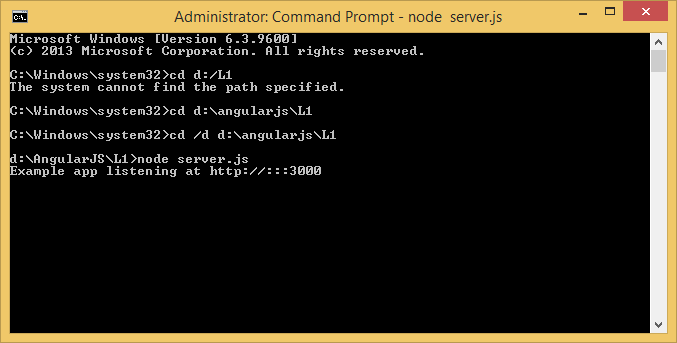 Administrator: Command Prompt - node  server.js
Microsoft Windows [Version 6.3.9600]
(c) 2013 Microsoft Corporation. All rights reserved.
C:\Windows\system32>cd d:/L1
The system cannot find the path specified.
C:\Windows\system32>cd d:\angularjs\L1
C:\Windows\system32>cd /d d:\angularjs\L1
d:\AngularJS\L1>node server.js
Example app listening at http://:::3000